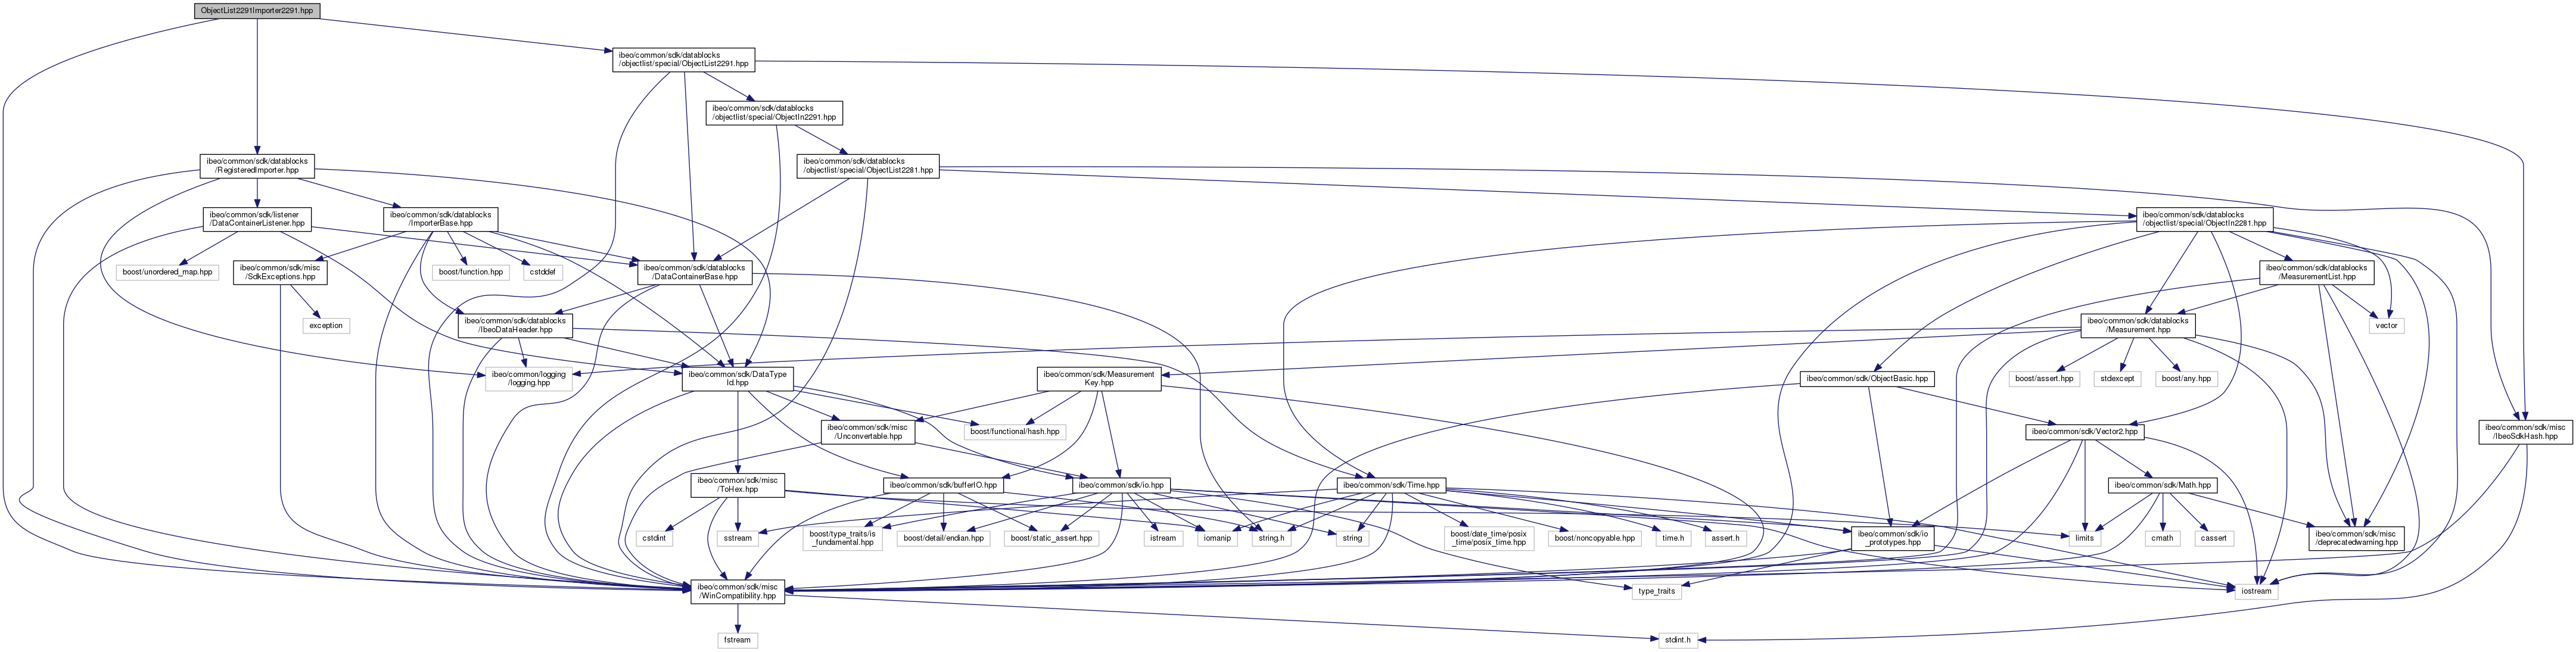 ObjectList2291Importer2291.hpp
ibeo/common/sdk/datablocks
/objectlist/special/ObjectList2291.hpp
ibeo/common/sdk/datablocks
/objectlist/special/ObjectIn2291.hpp
ibeo/common/sdk/datablocks
/RegisteredImporter.hpp
ibeo/common/sdk/datablocks
/objectlist/special/ObjectList2281.hpp
ibeo/common/sdk/listener
/DataContainerListener.hpp
ibeo/common/sdk/datablocks
/ImporterBase.hpp
ibeo/common/sdk/datablocks
/objectlist/special/ObjectIn2281.hpp
boost/unordered_map.hpp
ibeo/common/sdk/misc
/SdkExceptions.hpp
boost/function.hpp
cstddef
ibeo/common/sdk/datablocks
/DataContainerBase.hpp
ibeo/common/sdk/datablocks
/MeasurementList.hpp
exception
ibeo/common/sdk/datablocks
/IbeoDataHeader.hpp
ibeo/common/sdk/datablocks
/Measurement.hpp
vector
ibeo/common/logging
/logging.hpp
ibeo/common/sdk/DataType
Id.hpp
ibeo/common/sdk/Measurement
Key.hpp
ibeo/common/sdk/ObjectBasic.hpp
boost/assert.hpp
stdexcept
boost/any.hpp
ibeo/common/sdk/misc
/Unconvertable.hpp
boost/functional/hash.hpp
ibeo/common/sdk/Vector2.hpp
ibeo/common/sdk/misc
/IbeoSdkHash.hpp
ibeo/common/sdk/misc
/ToHex.hpp
ibeo/common/sdk/bufferIO.hpp
ibeo/common/sdk/io.hpp
ibeo/common/sdk/Time.hpp
ibeo/common/sdk/Math.hpp
cstdint
sstream
boost/type_traits/is
_fundamental.hpp
boost/detail/endian.hpp
boost/static_assert.hpp
istream
iomanip
string.h
string
boost/date_time/posix
_time/posix_time.hpp
boost/noncopyable.hpp
time.h
assert.h
ibeo/common/sdk/io
_prototypes.hpp
limits
cmath
cassert
ibeo/common/sdk/misc
/deprecatedwarning.hpp
ibeo/common/sdk/misc
/WinCompatibility.hpp
type_traits
iostream
fstream
stdint.h